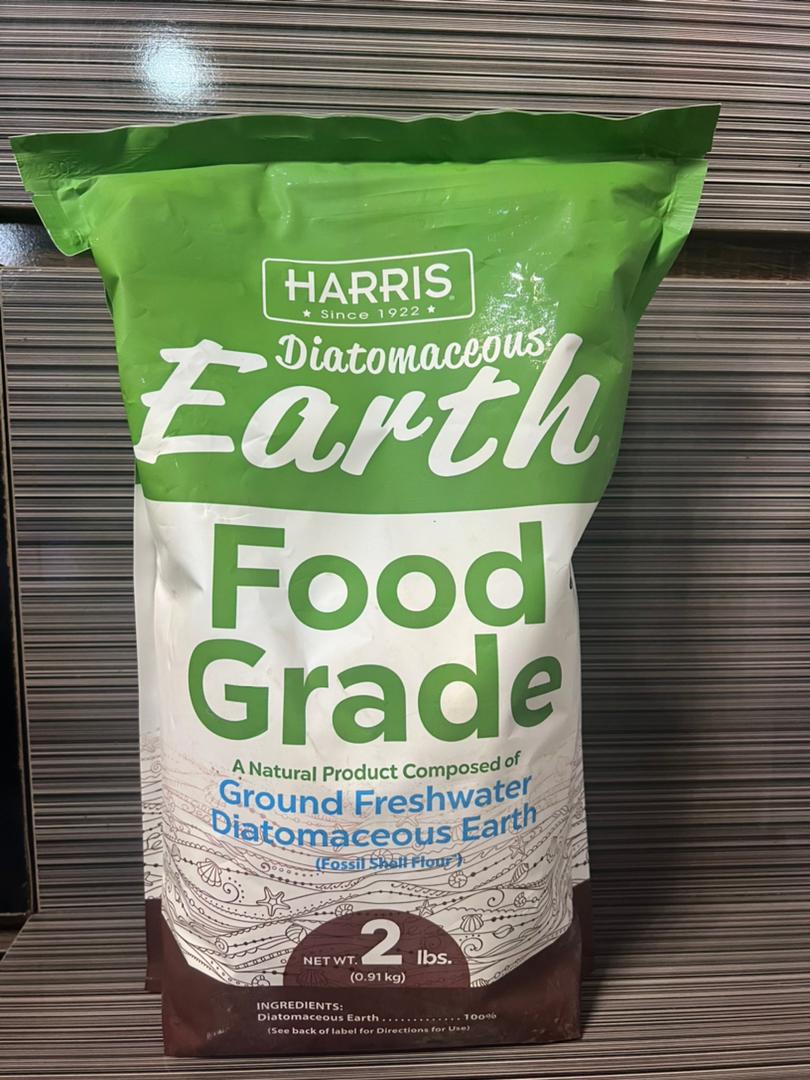 HARRIS
Since 1922
Diatomaceous
Earth
Food
Grade
A Natural Product Composed of
Ground Freshwater
Diatomaceous Earth
(Fossil Shell Flour™)
NET WT. 2 lbs.
(0.91 kg)
INGREDIENTS:
Diatomaceous Earth ............. 100%
(See back of label for Directions for Use)